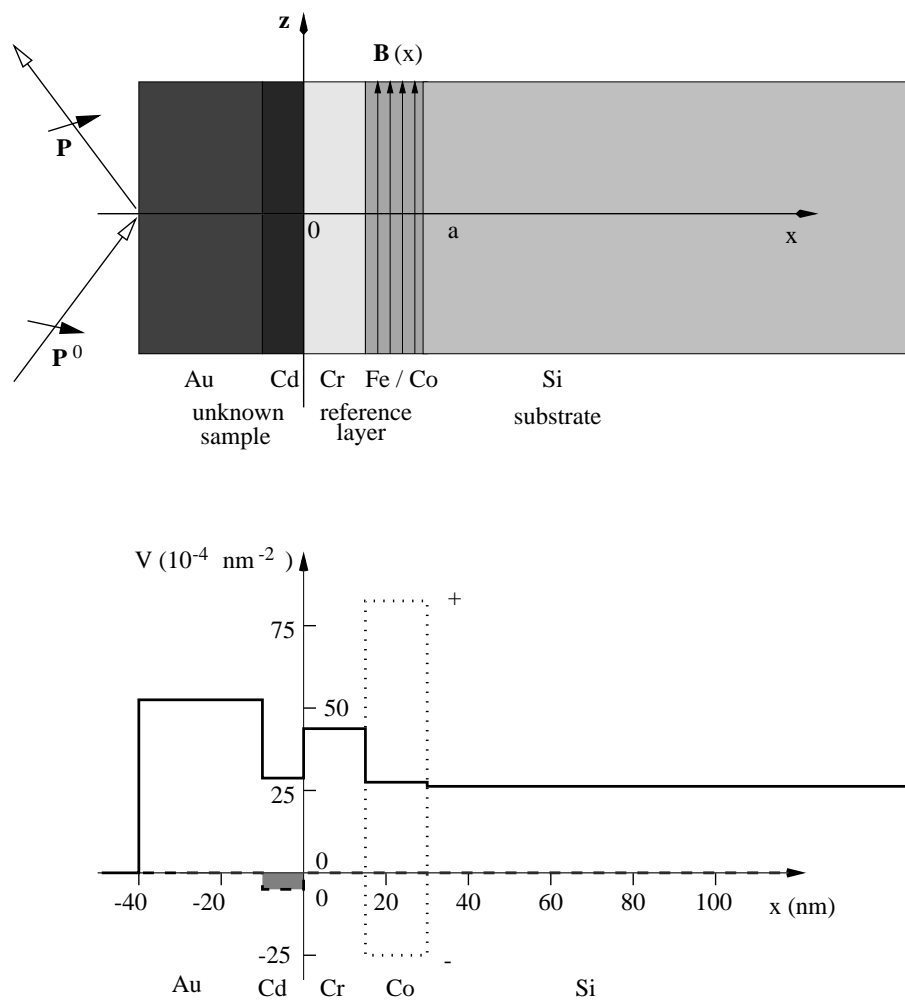 z
B (x)
P
0
a
x
P 0
Au
Cd
Cr
Fe / Co
Si
unknown
sample
reference
layer
substrate
V (10-4 nm-2 )
+
75
50
25
0
-40
-20
0
20
40
60
80
100
x (nm)
-25
-
Au
Cd
Cr
Co
Si